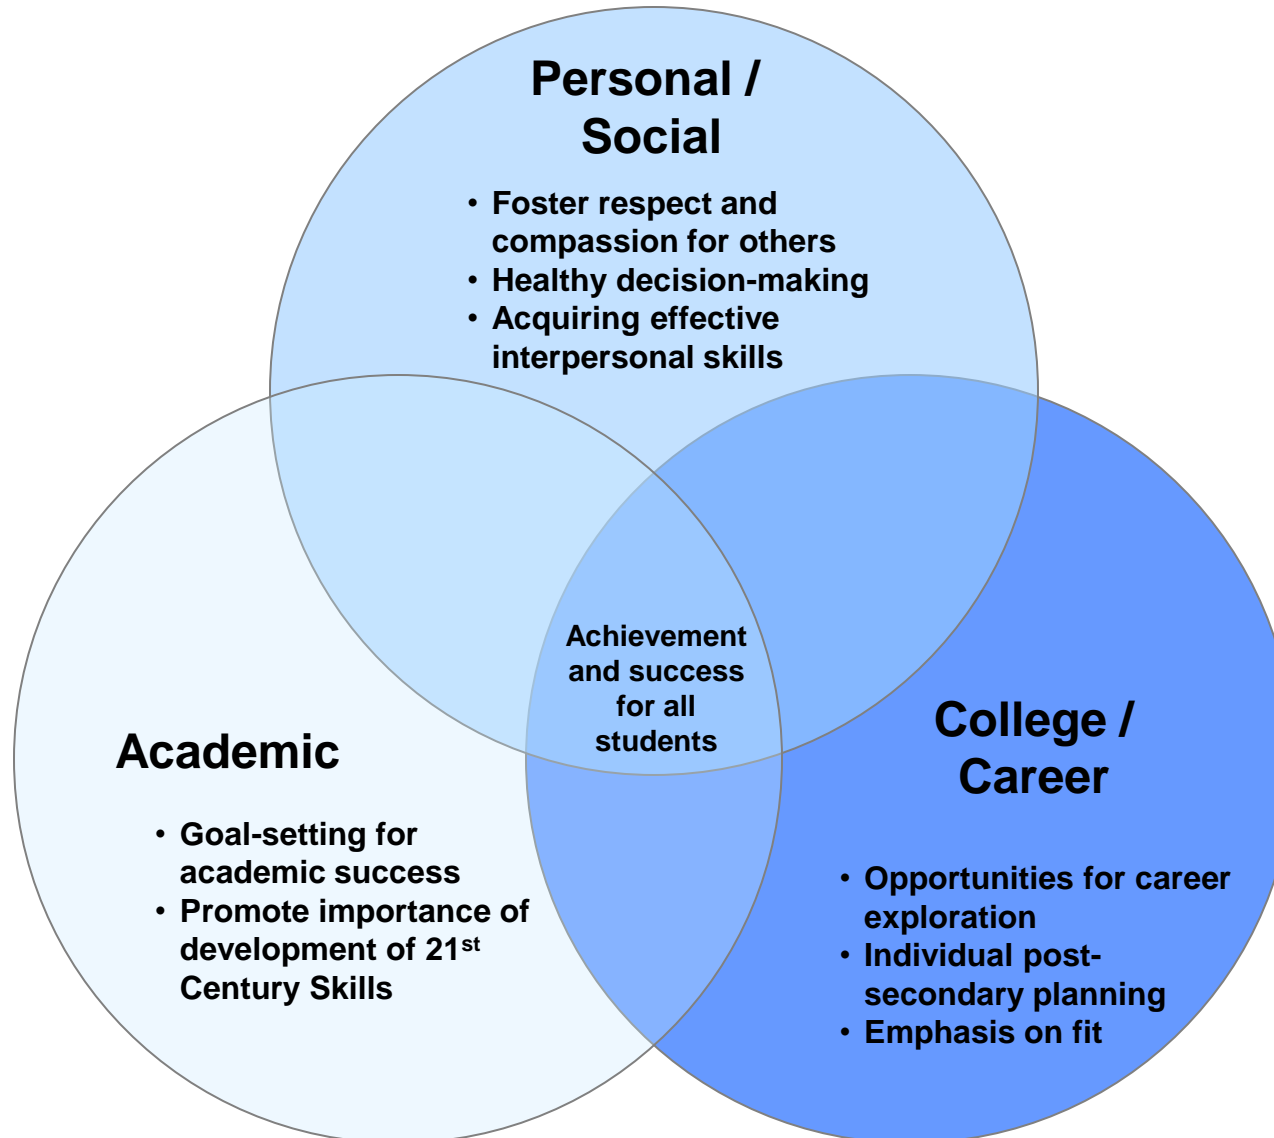 Personal /
Social
• Foster respect and
compassion for others
• Healthy decision-making
• Acquiring effective
interpersonal skills
Achievement
and success
for all
students
Academic
• Goal-setting for
academic success
• Promote importance of
development of 21st
Century Skills
College /
Career
• Opportunities for career
exploration
• Individual post-
secondary planning
• Emphasis on fit